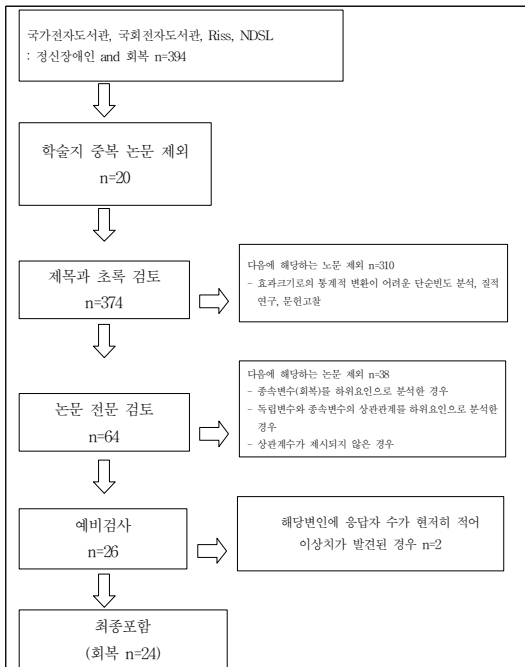 국가전자도서관, 국회전자도서관, Riss, NDSL
: 정신장애인 and 회복 n=394
학술지 중복 논문 제외
n=20
제목과 초록 검토
n=374
다음에 해당하는 노문 제외 n=310
- 효과크기로의 통계적 변환이 어려운 단순빈도 분석, 질적
연구, 문헌고찰
논문 전문 검토
n=64
다음에 해당하는 논문 제외 n=38
- 종속변수(회복)를 하위요인으로 분석한 경우
- 독립변수와 종속변수의 상관관계를 하위요인으로 분석한
경우
- 상관계수가 제시되지 않은 경우
예비검사
n=26
해당변인에 응답자 수가 현저히 적어
이상치가 발견된 경우 n=2
최종포함
(회복 n=24)